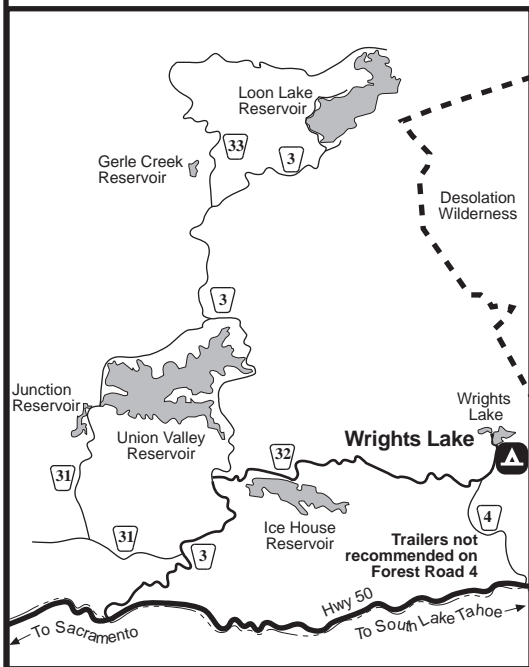 Loon Lake
Reservoir
33
3
Gerle Creek
Reservoir
Desolation
Wilderness
3
Junction
Reservoir
Union Valley
Reservoir
Wrights
Lake
Wrights Lake
32
31
Ice House
Reservoir
4
31
3
Trailers not
recommended on
Forest Road 4
Hwy 50
To Sacramento
To South Lake Tahoe